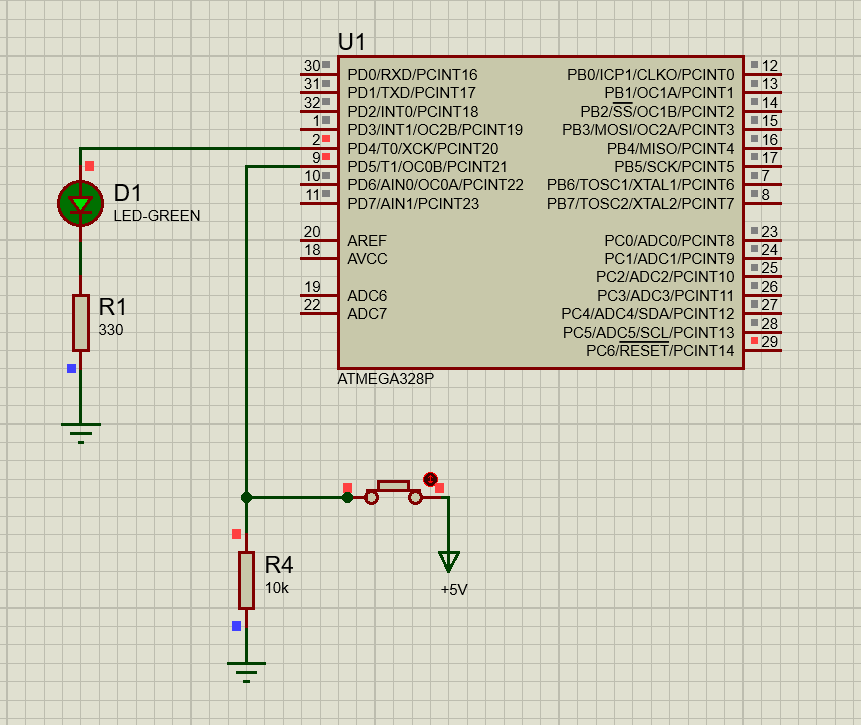 U1
30 PD0/RXD/PCINT16 PB0/ICP1/CLKO/PCINT0 12
31 PD1/TXD/PCINT17 PB1/OC1A/PCINT1 13
32 PD2/INT0/PCINT18 PB2/SS/OC1B/PCINT2 14
1 PD3/INT1/OC2B/PCINT19 PB3/MOSI/OC2A/PCINT3 15
2 PD4/T0/XCK/PCINT20 PB4/MISO/PCINT4 16
9 PD5/T1/OC0B/PCINT21 PB5/SCK/PCINT5 17
10 PD6/AIN0/OC0A/PCINT22 PB6/TOSC1/XTAL1/PCINT6 7
11 PD7/AIN1/PCINT23 PB7/TOSC2/XTAL2/PCINT7 8
20 AREF PC0/ADC0/PCINT8 23
18 AVCC PC1/ADC1/PCINT9 24
PC2/ADC2/PCINT10 25
19 ADC6 PC3/ADC3/PCINT11 26
22 ADC7 PC4/ADC4/SDA/PCINT12 27
PC5/ADC5/SCL/PCINT13 28
PC6/RESET/PCINT14 29
ATMEGA328P
D1
LED-GREEN
R1
330
R4
10k
+5V